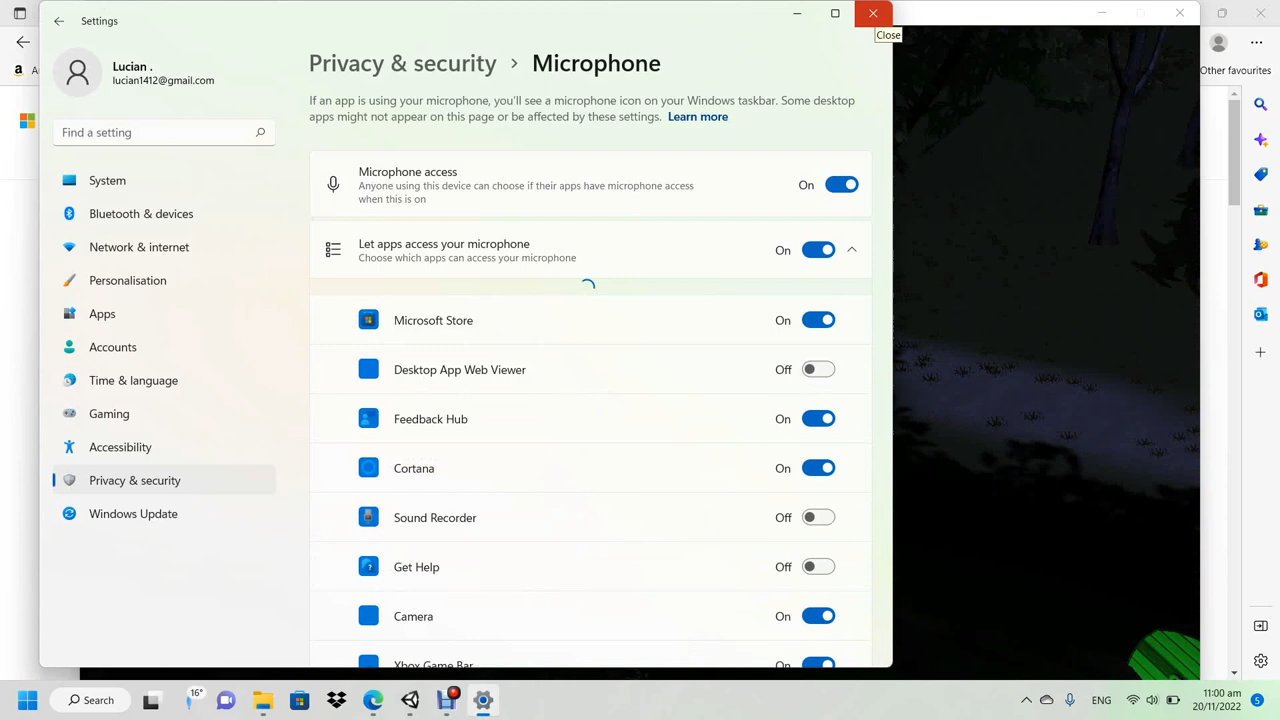 Settings
Close
Lucian .
lucian1412@gmail.com
Find a setting
System
Bluetooth & devices
Network & internet
Personalisation
Apps
Accounts
Time & language
Gaming
Accessibility
Privacy & security
Windows Update
Privacy & security > Microphone
If an app is using your microphone, you'll see a microphone icon on your Windows taskbar. Some desktop
apps might not appear on this page or be affected by these settings. Learn more
Microphone access
Anyone using this device can choose if their apps have microphone access
when this is on
On
Let apps access your microphone
Choose which apps can access your microphone
On
Microsoft Store On
Desktop App Web Viewer Off
Feedback Hub On
Cortana On
Sound Recorder Off
Get Help Off
Camera On
Xbox Game Bar On
Other favourites
Search
16°
ENG
11:00 am
20/11/2022
5